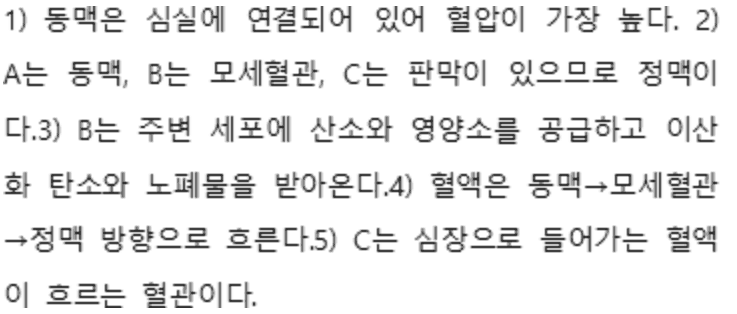 1) 동맥은 심실에 연결되어 있어 혈압이 가장 높다. 2)
A는 동맥, B는 모세혈관, C는 판막이 있으므로 정맥이
다.3) B는 주변 세포에 산소와 영양소를 공급하고 이산
화 탄소와 노폐물을 받아온다.4) 혈액은 동맥→모세혈관
→정맥 방향으로 흐른다.5) C는 심장으로 들어가는 혈액
이 흐르는 혈관이다.